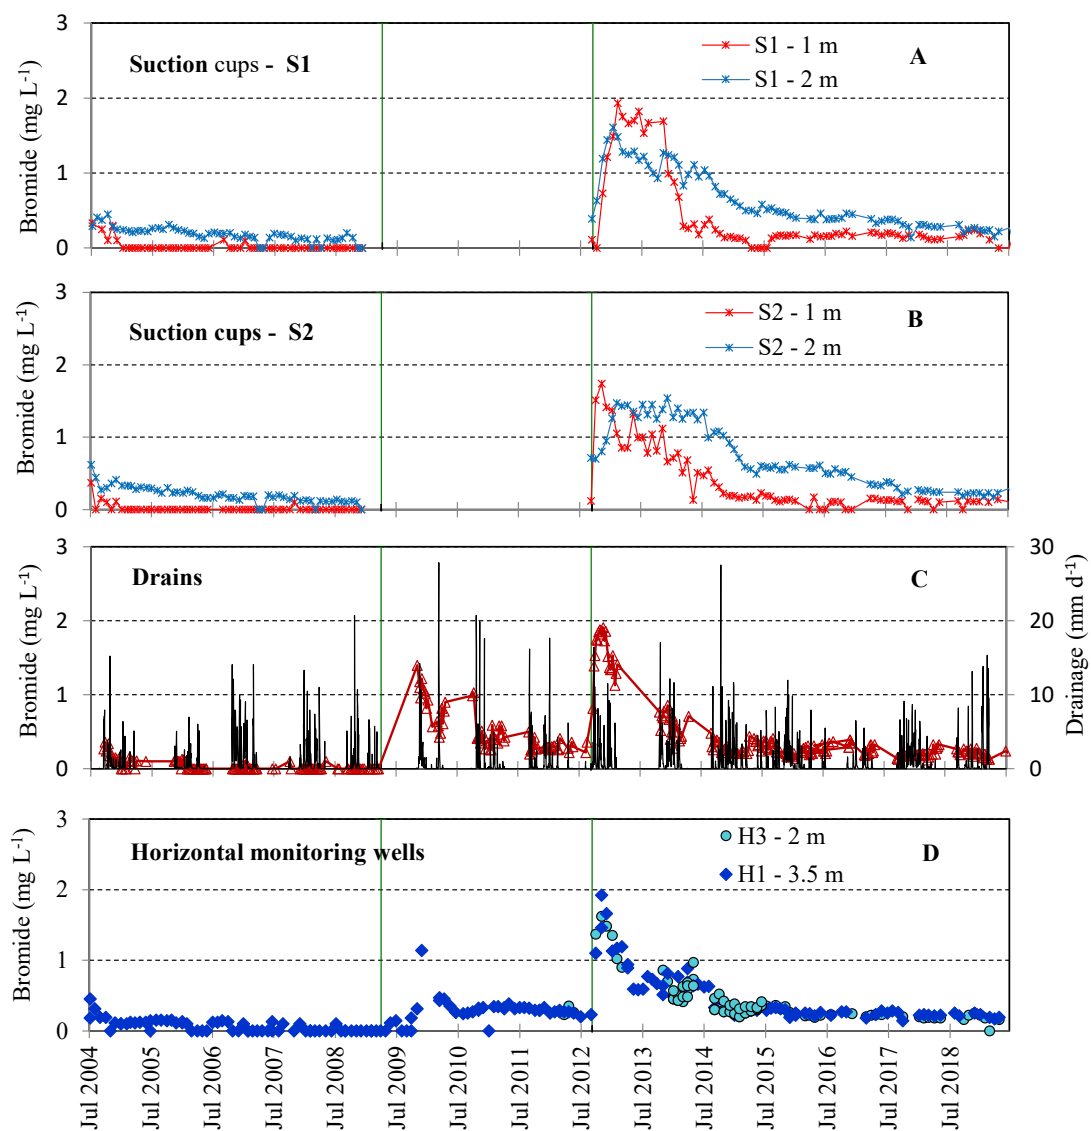 3
2
1
0
Bromide (mg L-1)
Suction cups - S1
S1 - 1 m
S1 - 2 m
A
3
2
1
0
Bromide (mg L-1)
Suction cups - S2
S2 - 1 m
S2 - 2 m
B
3
2
1
0
Bromide (mg L-1)
Drains
C
30
20
10
0
Drainage (mm d-1)
3
2
1
0
Bromide (mg L-1)
Horizontal monitoring wells
H3 - 2 m
H1 - 3.5 m
D
Jul 2004
Jul 2005
Jul 2006
Jul 2007
Jul 2008
Jul 2009
Jul 2010
Jul 2011
Jul 2012
Jul 2013
Jul 2014
Jul 2015
Jul 2016
Jul 2017
Jul 2018